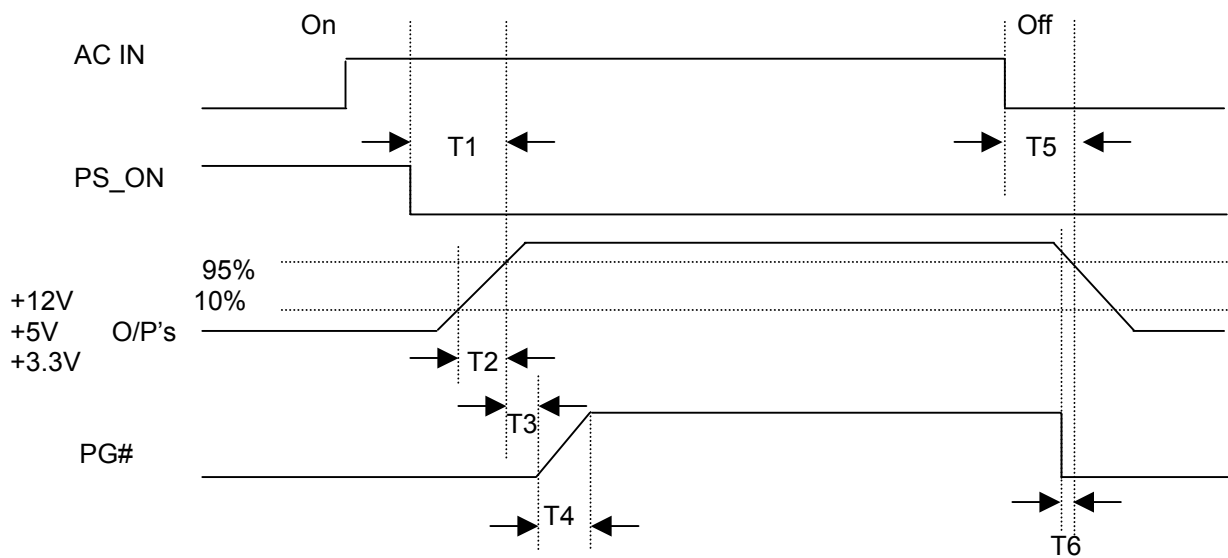 On
Off
AC IN
T1
T5
PS_ON
95%
+12V
10%
+5V
O/P's
+3.3V
T2
T3
PG#
T4
T6